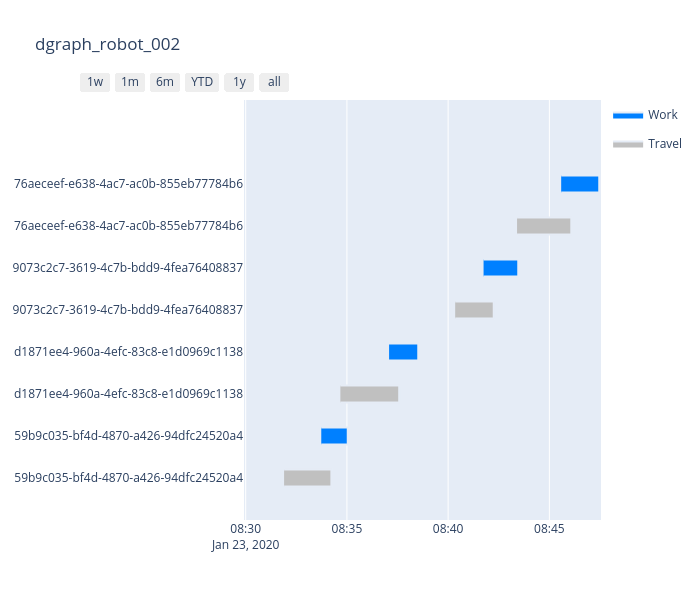 dgraph_robot_002
1w 1m 6m YTD 1y all
Work
Travel
76aeceef-e638-4ac7-ac0b-855eb77784b6
76aeceef-e638-4ac7-ac0b-855eb77784b6
9073c2c7-3619-4c7b-bdd9-4fea76408837
9073c2c7-3619-4c7b-bdd9-4fea76408837
d1871ee4-960a-4efc-83c8-e1d0969c1138
d1871ee4-960a-4efc-83c8-e1d0969c1138
59b9c035-bf4d-4870-a426-94dfc24520a4
59b9c035-bf4d-4870-a426-94dfc24520a4
08:30 08:35 08:40 08:45
Jan 23, 2020